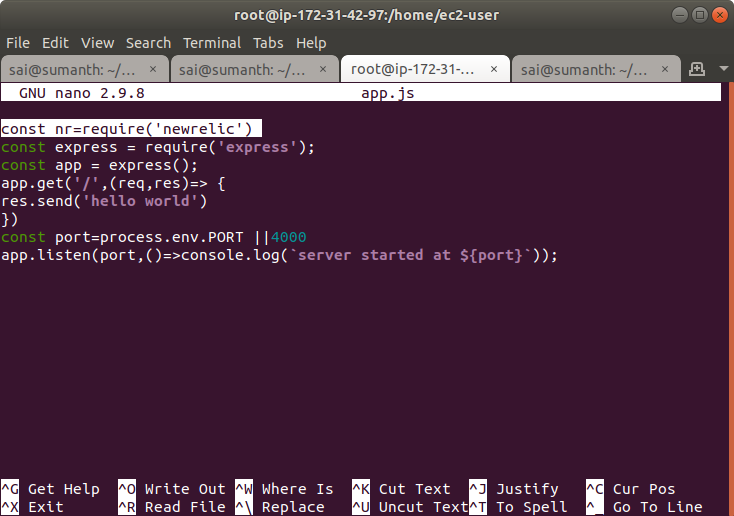 root@ip-172-31-42-97:/home/ec2-user
File Edit View Search Terminal Tabs Help
sai@sumanth: ~/... × sai@sumanth: ~/... × root@ip-172-31-... × sai@sumanth: ~/... ×
GNU nano 2.9.8 app.js
const nr=require('newrelic')
const express = require('express');
const app = express();
app.get('/',(req,res)=> {
res.send('hello world')
})
const port=process.env.PORT ||4000
app.listen(port,()=>console.log(`server started at ${port}`));
^G Get Help ^O Write Out ^W Where Is ^K Cut Text ^J Justify ^C Cur Pos
^X Exit ^R Read File ^\ Replace ^U Uncut Text ^T To Spell ^_ Go To Line